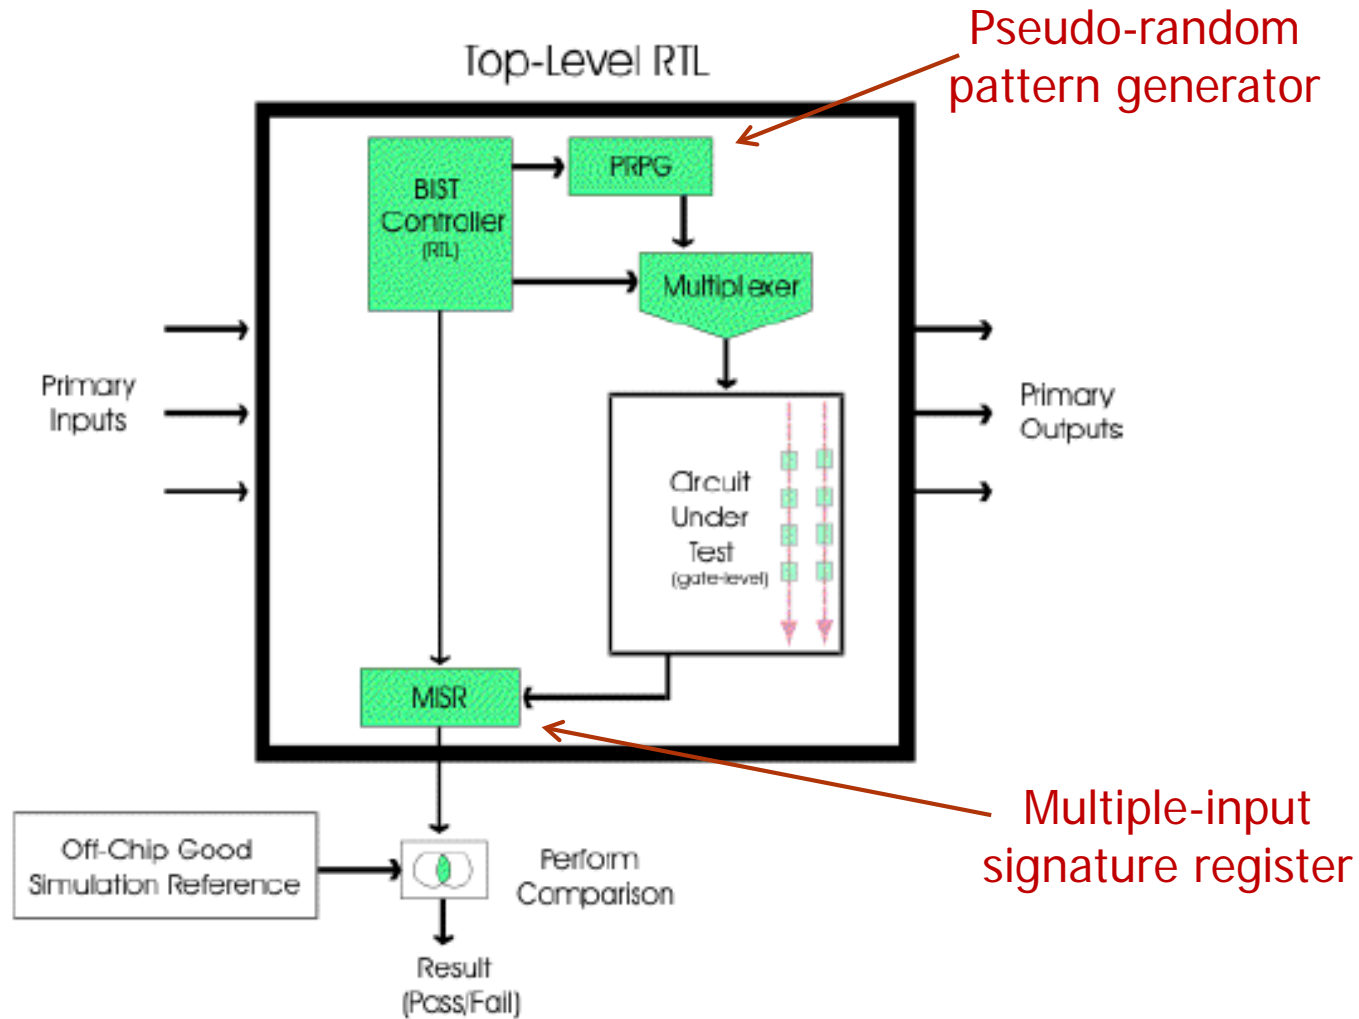 Pseudo-random
pattern generator
Top-Level RTL
BIST
Controller
(RTL)
PRPG
Multiplexer
Primary
Inputs
Primary
Outputs
Circuit
Under
Test
(gate-level)
MISR
Multiple-input
signature register
Off-Chip Good
Simulation Reference
Perform
Comparison
Result
(Pass/Fail)